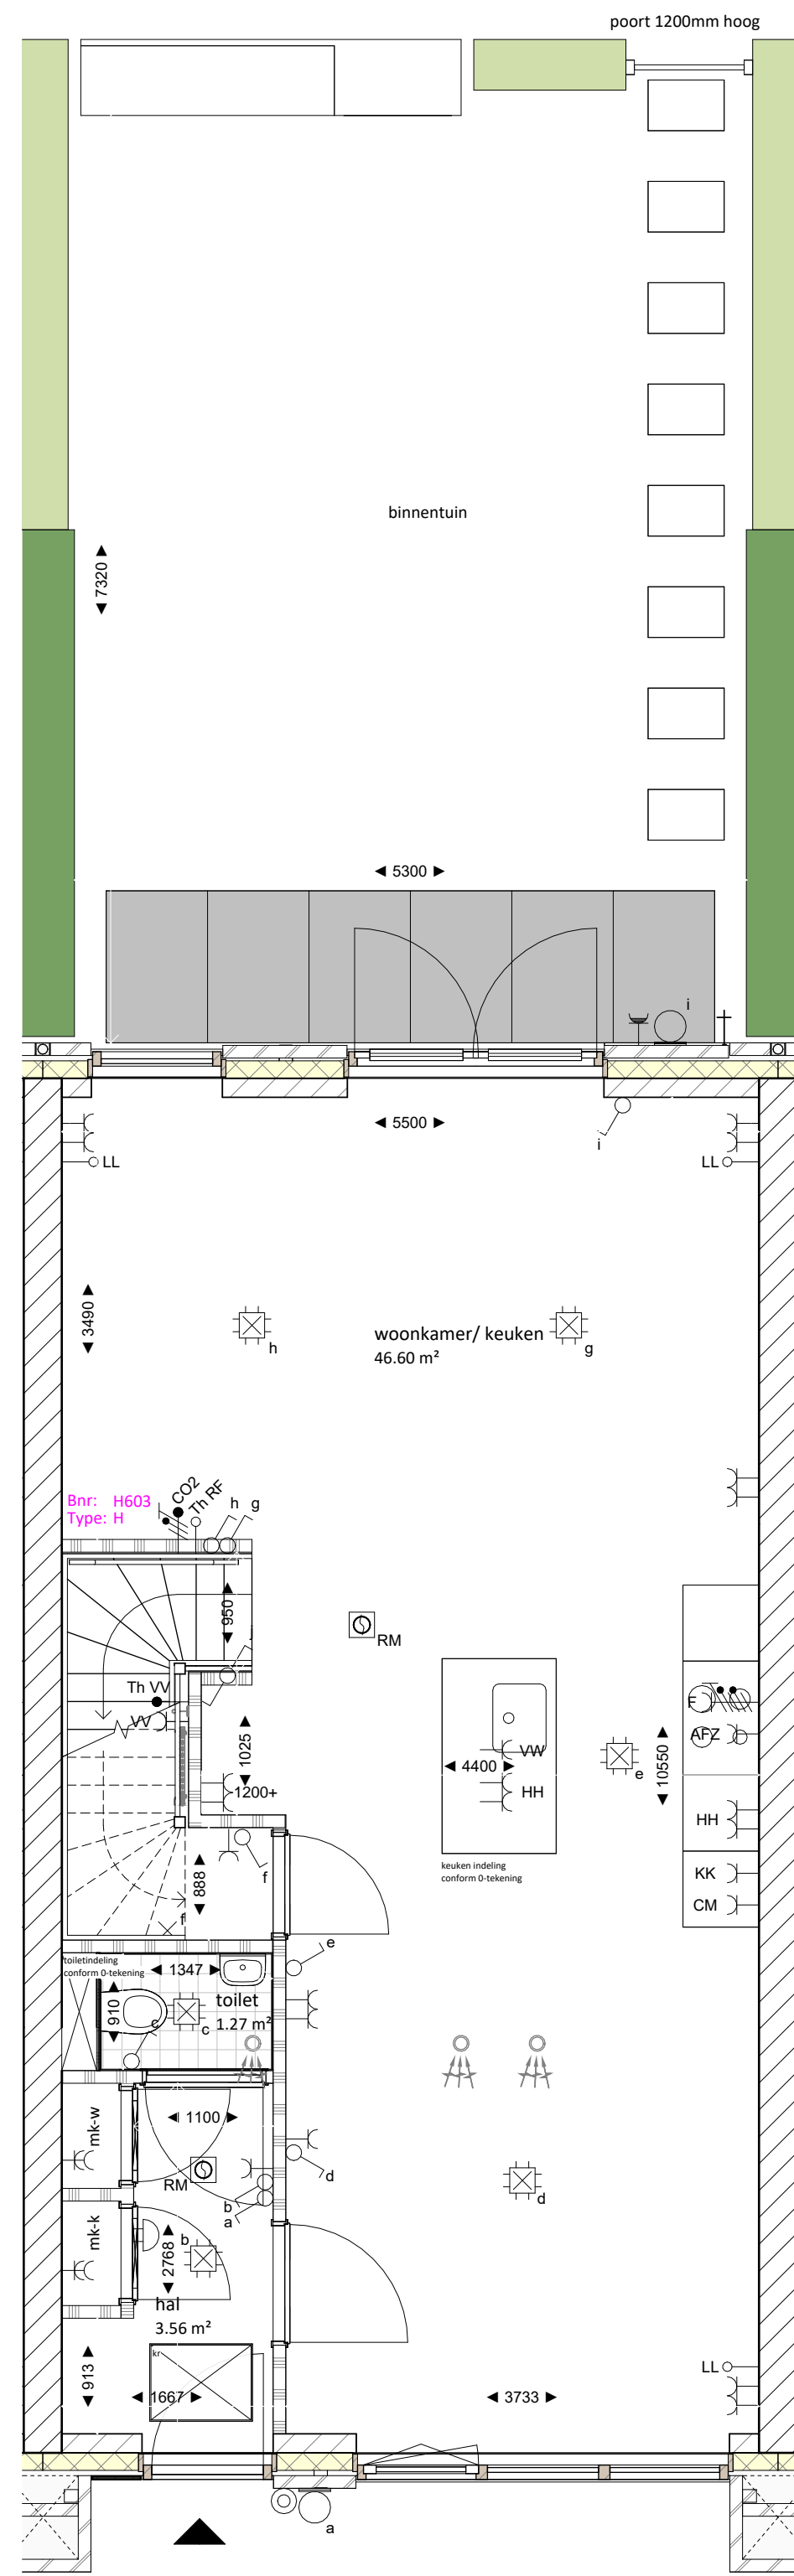 poort 1200mm hoog
binnentuin
7320
5300
i
5500
i
LL
LL
3490
h
woonkamer/ keuken
46.60 m²
g
Bnr: H603
Type: H
CO2
Th RF
h
g
950
j
RM
Th VV
VV
1025
1200+
F
AFZ
VW
4400
HH
e
10550
HH
KK
CM
keuken indeling
conform 0-tekening
888
f
f
e
toiletindeling
conform 0-tekening
1347
910
toilet
1.27 m²
c
c
mk-w
1100
RM
b
a
d
d
mk-k
b
2768
hal
3.56 m²
kr
913
1667
LL
3733
a